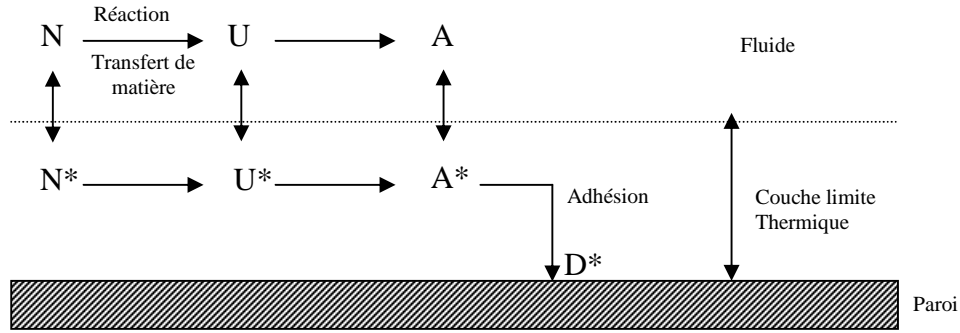 Réaction
N U A
Fluide
Transfert de
matière
N* U* A*
Adhésion
Couche limite
Thermique
D*
Paroi